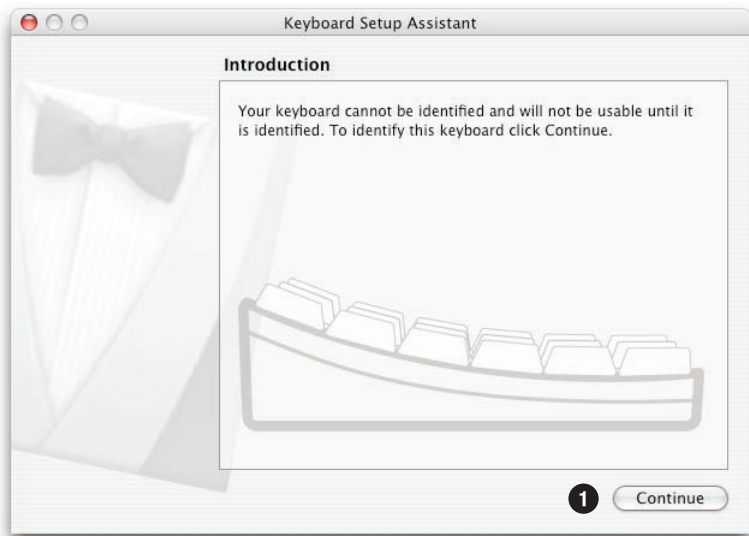 Keyboard Setup Assistant
Introduction
Your keyboard cannot be identified and will not be usable until it
is identified. To identify this keyboard click Continue.
1 Continue